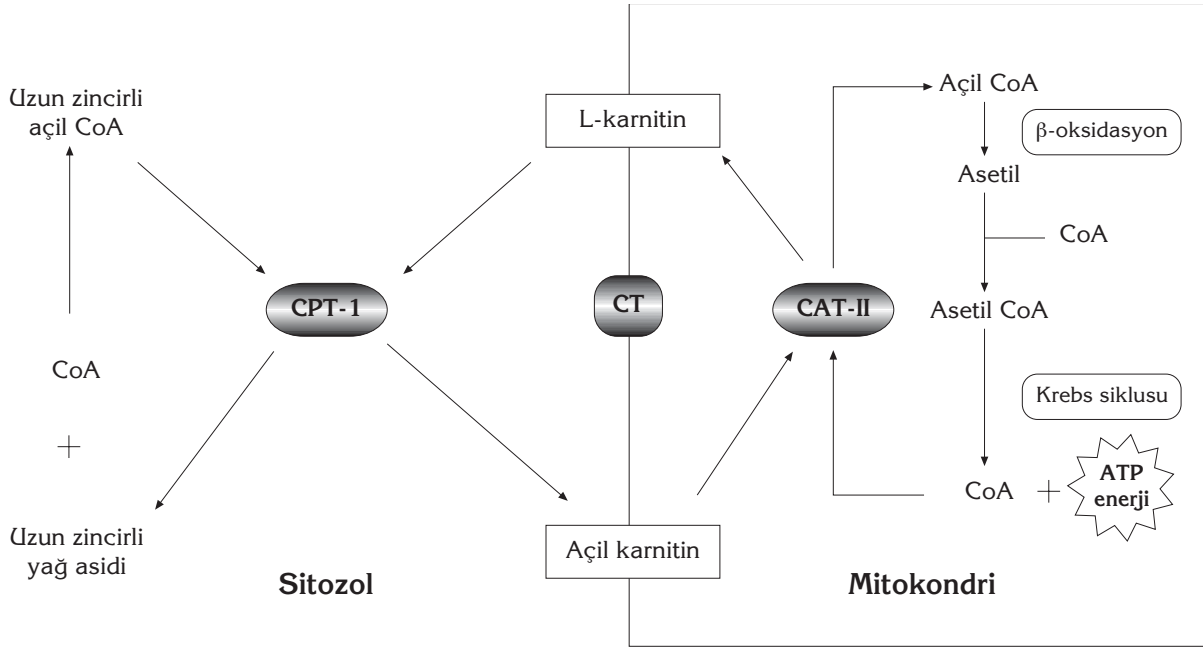 Uzun zincirli
açil CoA
CoA
+
Uzun zincirli
yağ asidi
CPT-1
Sitozol
L-karnitin
CT
Açil karnitin
CAT-II
Açil CoA
β-oksidasyon
Asetil
CoA
Asetil CoA
Krebs siklusu
CoA + ATP
enerji
Mitokondri